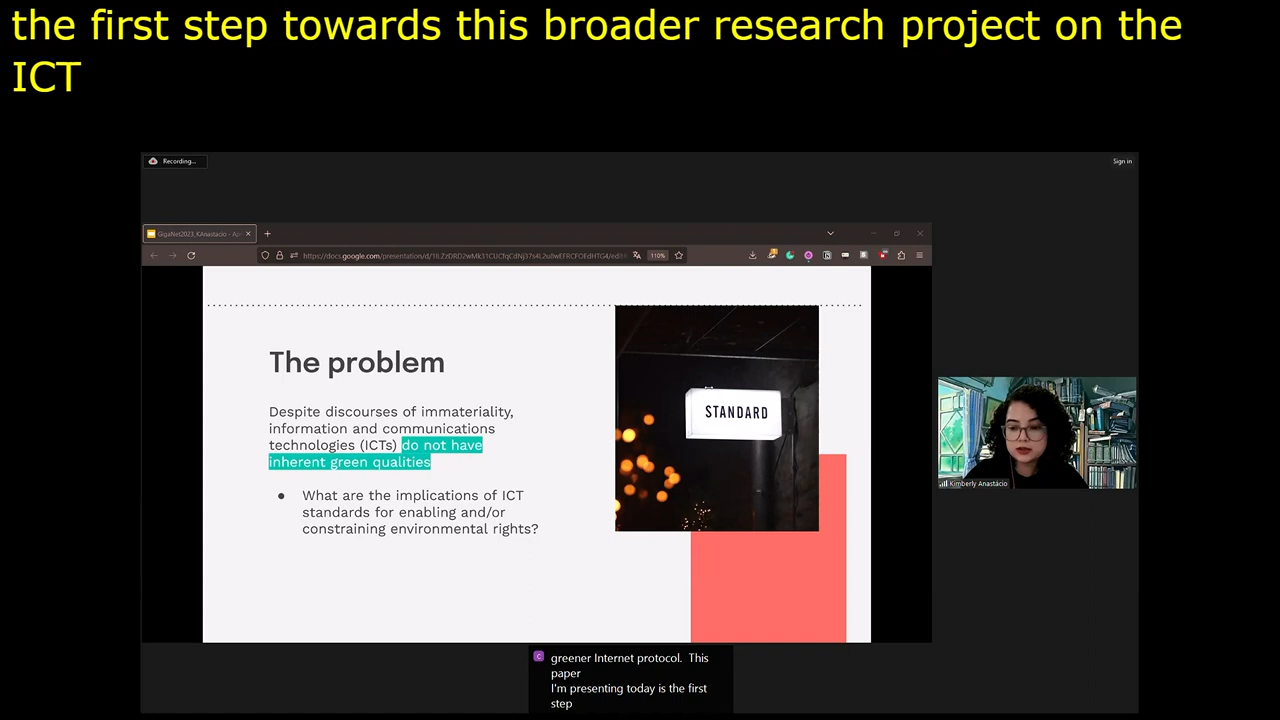 the first step towards this broader research project on the
ICT
Recording...
Sign in
GigaNet2023_KAnastacio - Ap
110%
The problem
Despite discourses of immateriality,
information and communications
technologies (ICTs) do not have
inherent green qualities
• What are the implications of ICT
standards for enabling and/or
constraining environmental rights?
STANDARD
Kimberly Anastácio
C
greener Internet protocol. This
paper
I'm presenting today is the first
step